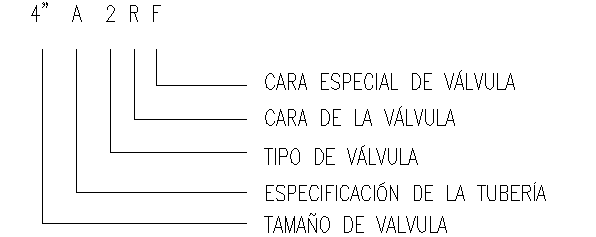 4” A 2 R F
CARA ESPECIAL DE VÁLVULA
CARA DE LA VÁLVULA
TIPO DE VÁLVULA
ESPECIFICACIÓN DE LA TUBERÍA
TAMAÑO DE VALVULA